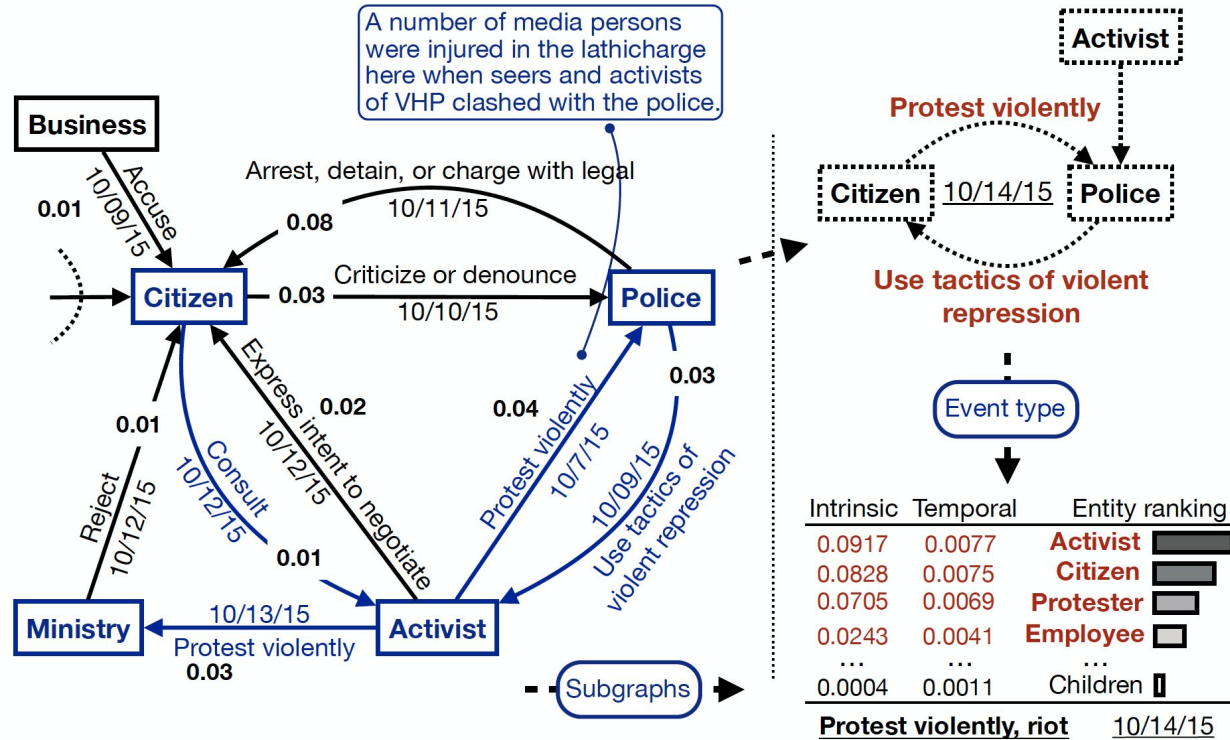 A number of media persons
were injured in the lathicharge
here when seers and activists
of VHP clashed with the police.
Business
Accuse
10/09/15
0.01
Arrest, detain, or charge with legal
10/11/15
0.08
Citizen
0.03
Criticize or denounce
10/10/15
Police
Express intent to negotiate
10/12/15
0.02
0.04
Protest violently
10/7/15
0.03
10/09/15
Use tactics of
violent repression
0.01
Reject
10/12/15
Consult
10/12/15
0.01
Ministry
10/13/15
Protest violently
0.03
Activist
Subgraphs
Activist
Protest violently
Citizen
10/14/15
Police
Use tactics of violent
repression
Event type
Intrinsic Temporal Entity ranking
0.0917 0.0077 Activist
0.0828 0.0075 Citizen
0.0705 0.0069 Protester
0.0243 0.0041 Employee
... ... ...
0.0004 0.0011 Children
Protest violently, riot 10/14/15